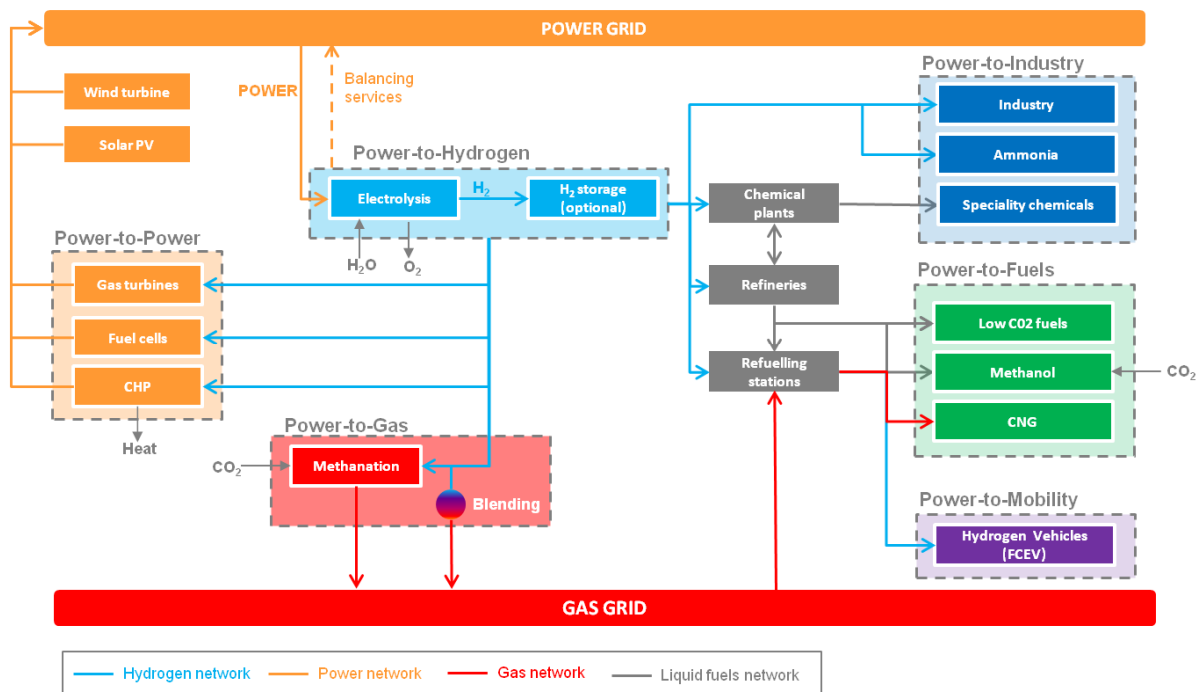 POWER GRID
Wind turbine
Solar PV
POWER
Balancing
services
Power-to-Hydrogen
Electrolysis
H₂
H₂ storage
(optional)
H₂O
O₂
Power-to-Power
Gas turbines
Fuel cells
CHP
Heat
Power-to-Gas
CO₂
Methanation
Blending
Chemical
plants
Refineries
Refuelling
stations
Power-to-Industry
Industry
Ammonia
Speciality chemicals
Power-to-Fuels
Low C02 fuels
Methanol
CO₂
CNG
Power-to-Mobility
Hydrogen Vehicles
(FCEV)
GAS GRID
Hydrogen network
Power network
Gas network
Liquid fuels network